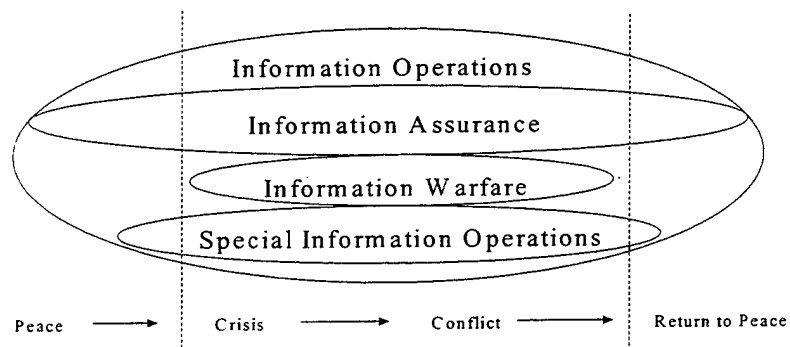 Information Operations
Information Assurance
Information Warfare
Special Information Operations
Peace Crisis Conflict Return to Peace